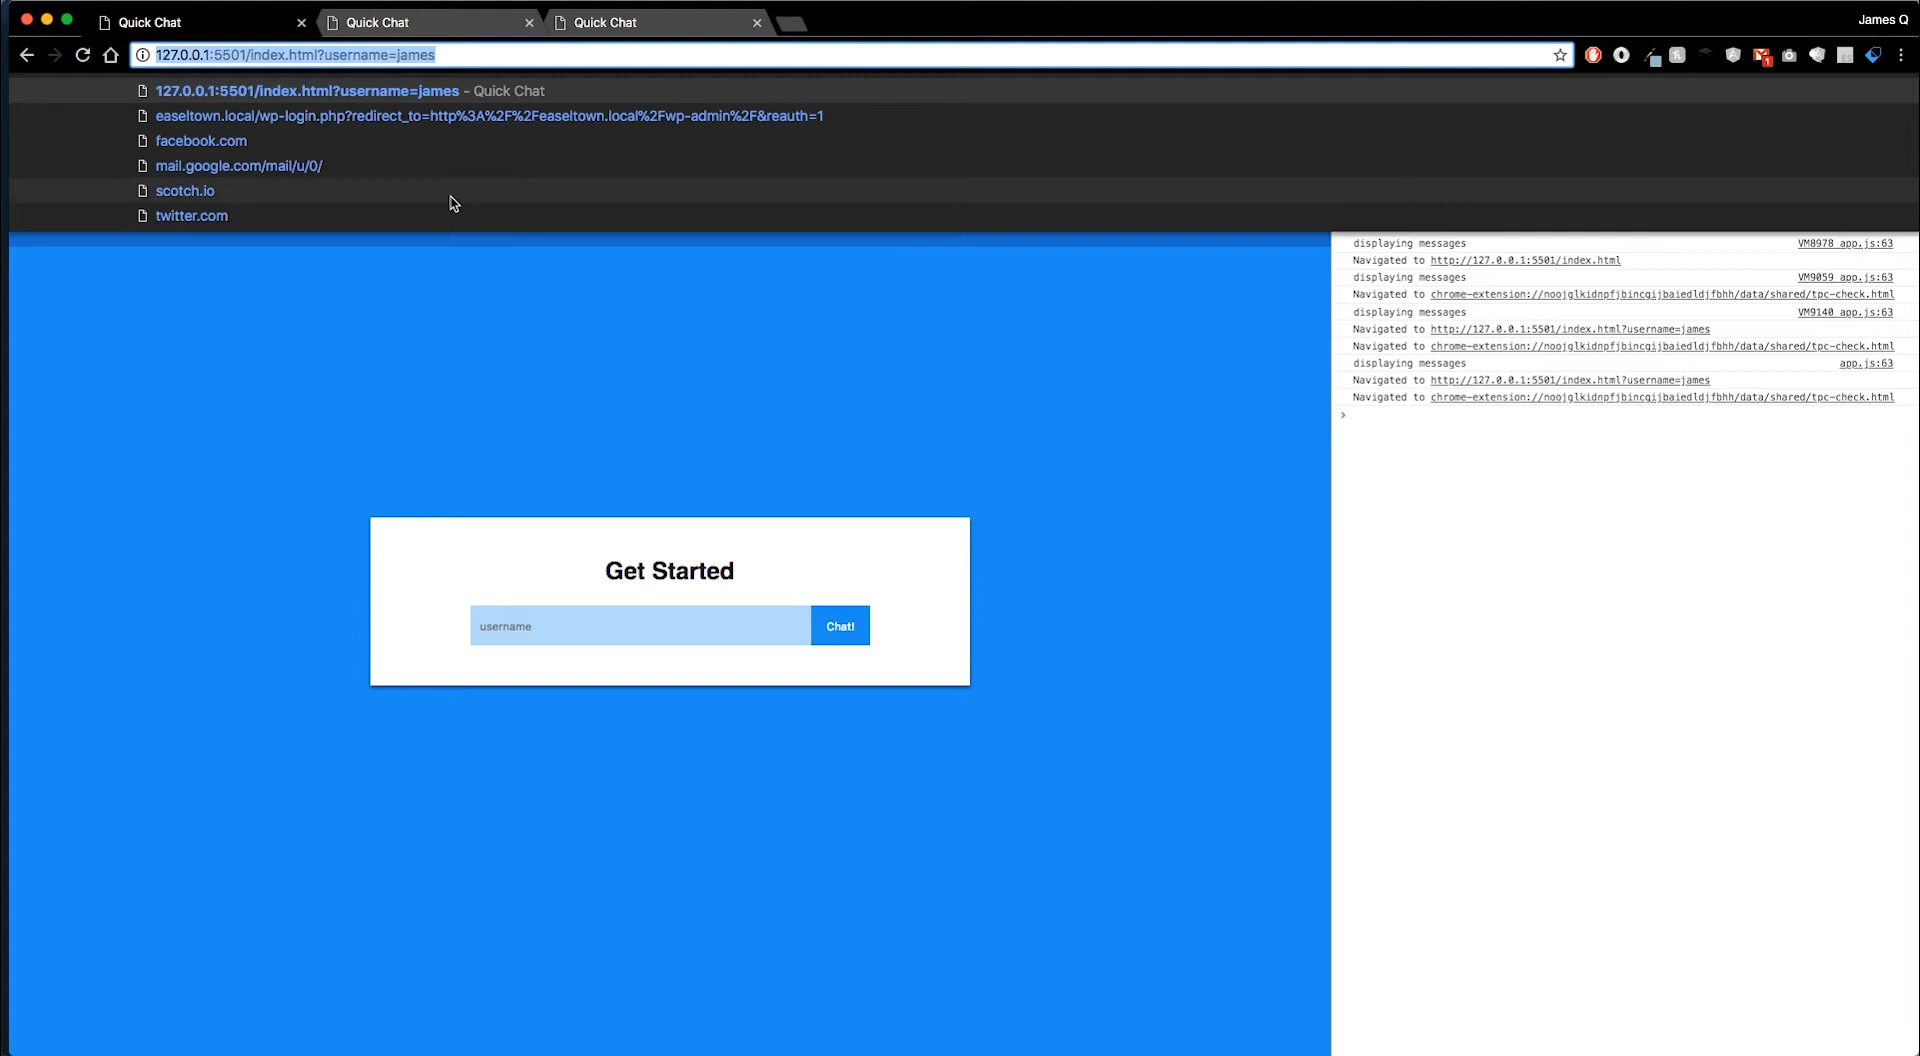 Quick Chat
Quick Chat
Quick Chat
James Q
127.0.0.1:5501/index.html?username=james
1
127.0.0.1:5501/index.html?username=james - Quick Chat
easeltown.local/wp-login.php?redirect_to=http%3A%2F%2Feaseltown.local%2Fwp-admin%2F&reauth=1
facebook.com
mail.google.com/mail/u/0/
scotch.io
twitter.com
displaying messages VM8978 app.js:63
Navigated to http://127.0.0.1:5501/index.html
displaying messages VM9059 app.js:63
Navigated to chrome-extension://noojglkidnpfjbincgijbaiedldjfbhh/data/shared/tpc-check.html
displaying messages VM9140 app.js:63
Navigated to http://127.0.0.1:5501/index.html?username=james
Navigated to chrome-extension://noojglkidnpfjbincgijbaiedldjfbhh/data/shared/tpc-check.html
displaying messages app.js:63
Navigated to http://127.0.0.1:5501/index.html?username=james
Navigated to chrome-extension://noojglkidnpfjbincgijbaiedldjfbhh/data/shared/tpc-check.html
Get Started
username
Chat!